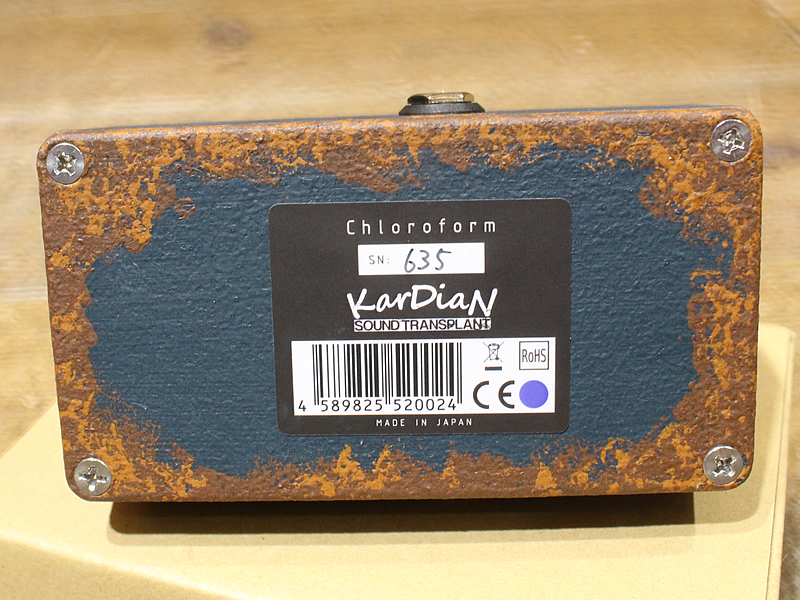 Chloroform
SN: 635
KarDiaN
SOUND TRANSPLANT
RoHS
CE
4 589825 520024
MADE IN JAPAN